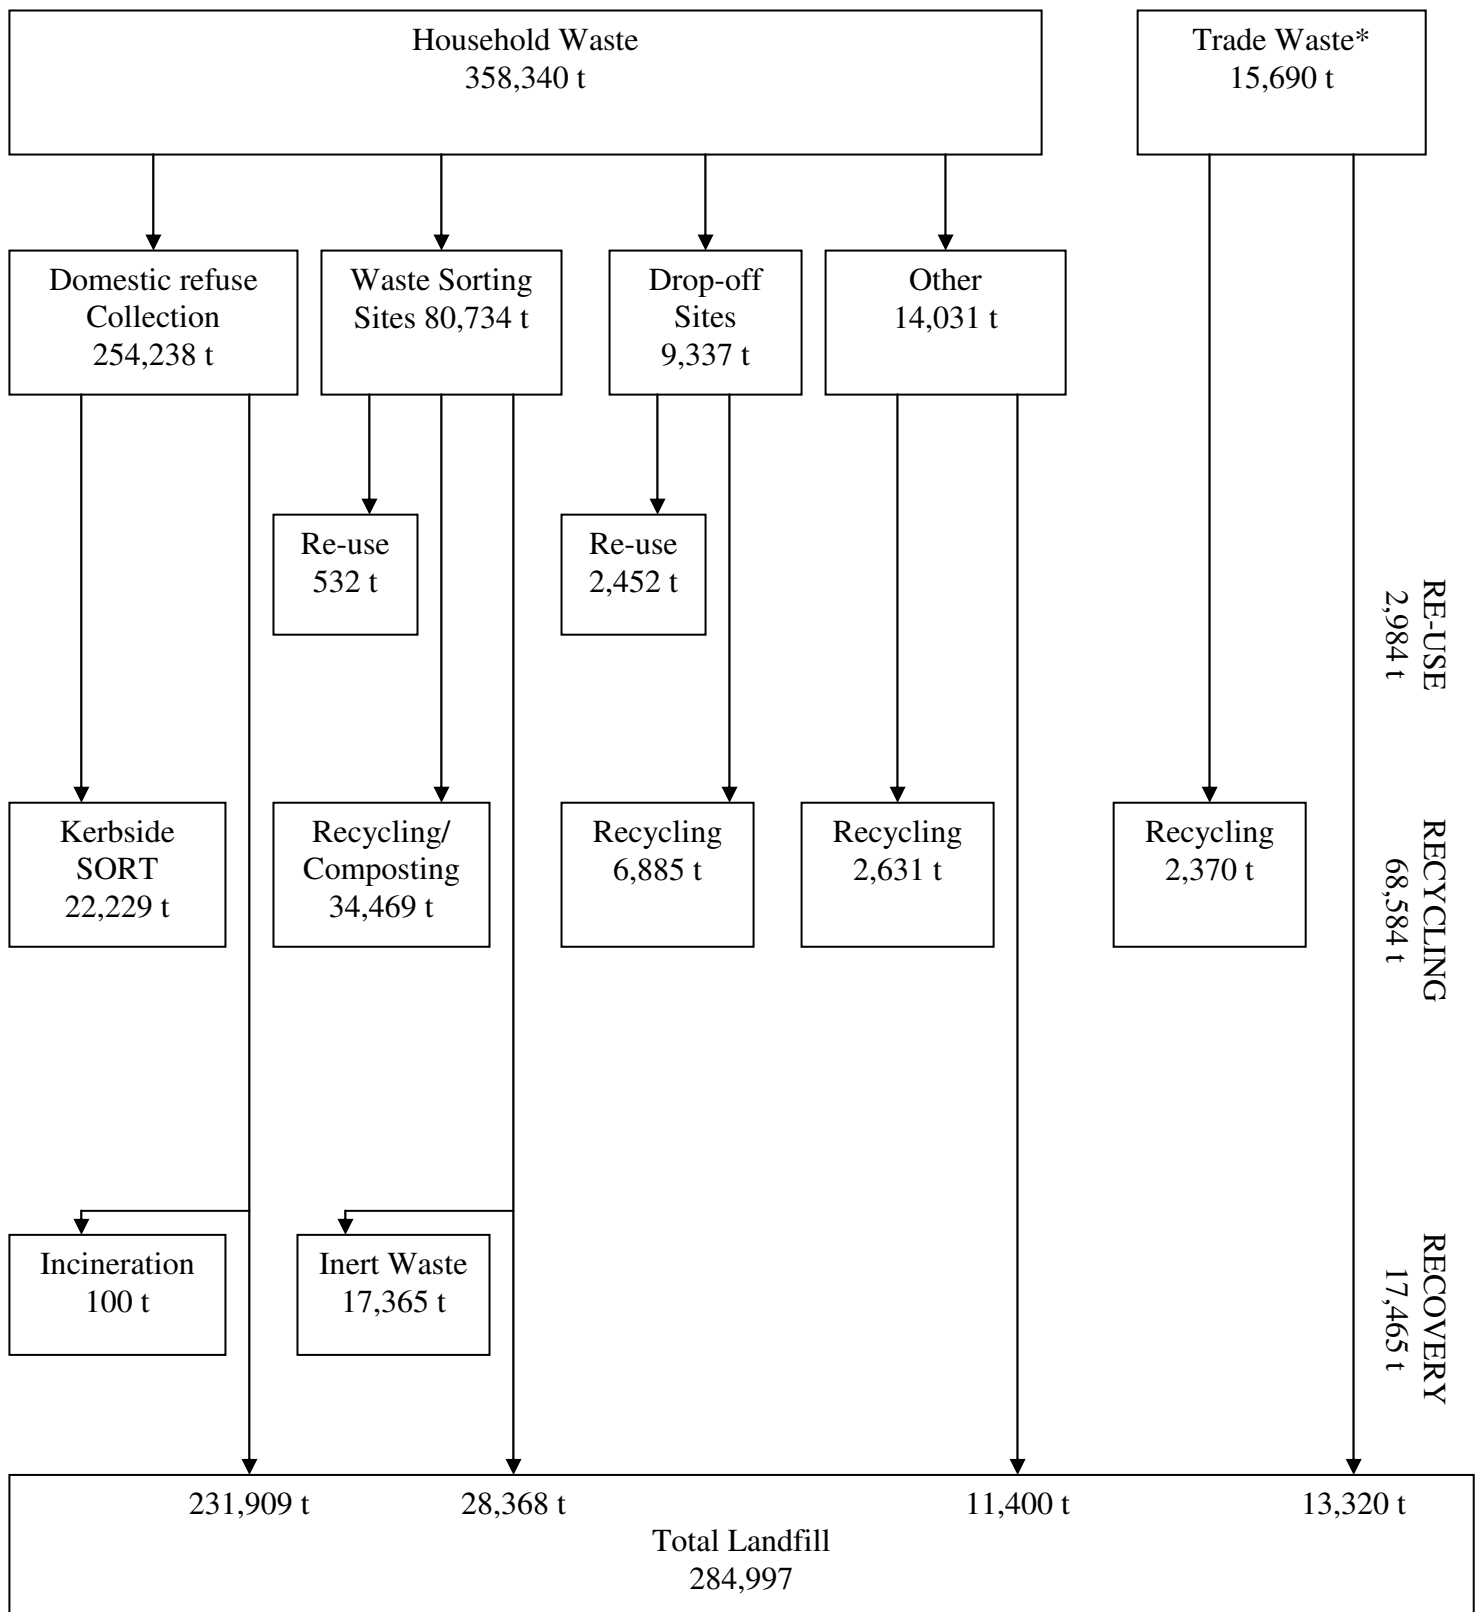 Household Waste
358,340 t
Trade Waste*
15,690 t
Domestic refuse
Collection
254,238 t
Waste Sorting
Sites 80,734 t
Drop-off
Sites
9,337 t
Other
14,031 t
Re-use
532 t
Re-use
2,452 t
RE-USE
2,984 t
Kerbside
SORT
22,229 t
Recycling/
Composting
34,469 t
Recycling
6,885 t
Recycling
2,631 t
Recycling
2,370 t
RECYCLING
68,584 t
Incineration
100 t
Inert Waste
17,365 t
RECOVERY
17,465 t
231,909 t
28,368 t
11,400 t
13,320 t
Total Landfill
284,997